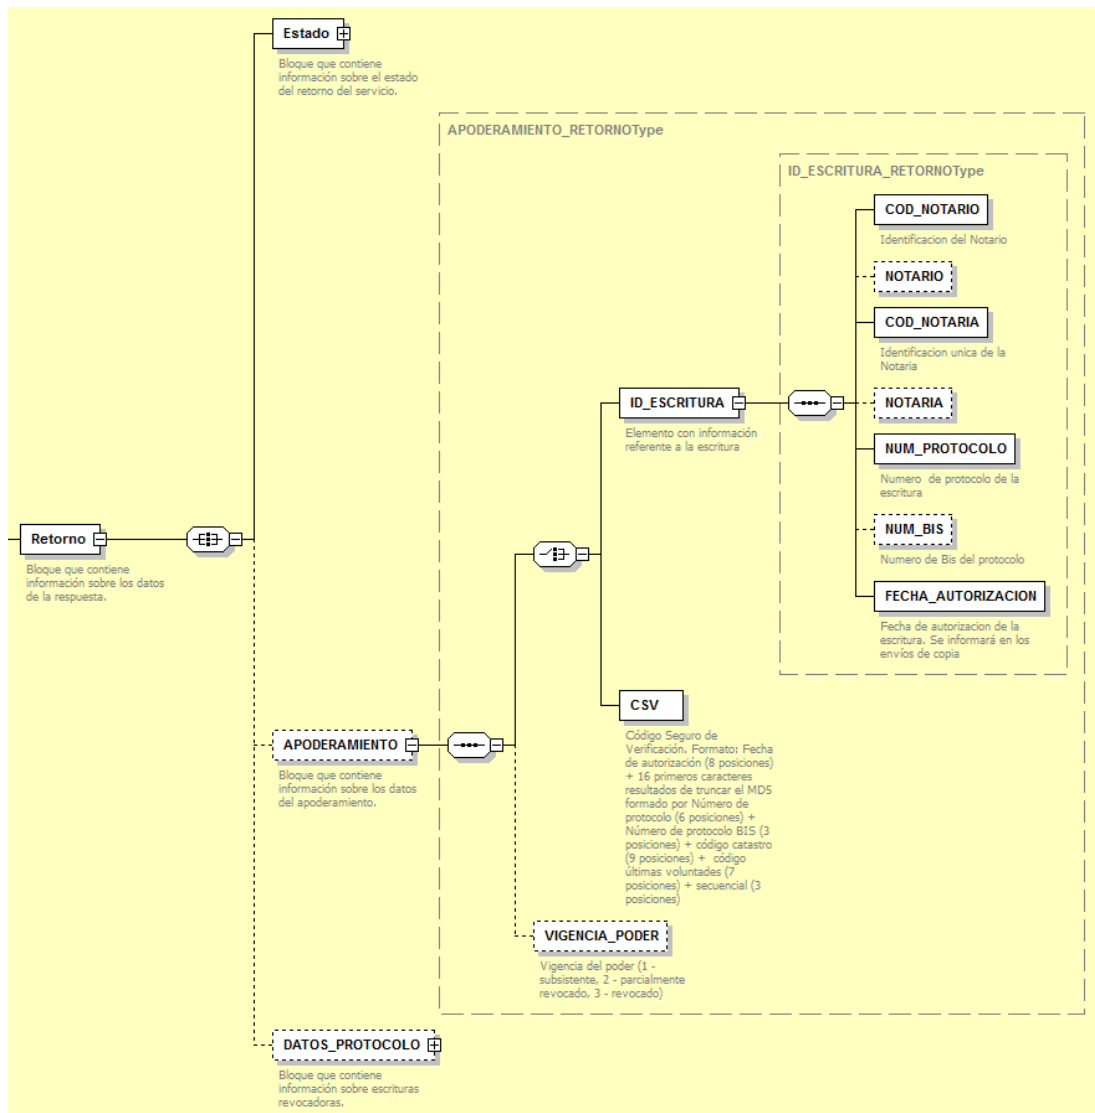 Estado
Bloque que contiene
información sobre el estado
del retorno del servicio.
APODERAMIENTO_RETORNOType
ID_ESCRITURA_RETORNOType
COD_NOTARIO
Identificacion del Notario
NOTARIO
COD_NOTARIA
Identificacion unica de la
Notaria
ID_ESCRITURA
Elemento con información
referente a la escritura
NOTARIA
NUM_PROTOCOLO
Numero  de protocolo de la
escritura
NUM_BIS
Numero de Bis del protocolo
FECHA_AUTORIZACION
Fecha de autorizacion de la
escritura. Se informará en los
envíos de copia
Retorno
Bloque que contiene
información sobre los datos
de la respuesta.
CSV
Código Seguro de
Verificación. Formato: Fecha
de autorización (8 posiciones)
+ 16 primeros caracteres
resultados de truncar el MD5
formado por Número de
protocolo (6 posiciones) +
Número de protocolo BIS (3
posiciones) + código catastro
(9 posiciones) +  código
últimas voluntades (7
posiciones) + secuencial (3
posiciones)
APODERAMIENTO
Bloque que contiene
información sobre los datos
del apoderamiento.
VIGENCIA_PODER
Vigencia del poder (1 -
subsistente, 2 - parcialmente
revocado, 3 - revocado)
DATOS_PROTOCOLO
Bloque que contiene
información sobre escrituras
revocadoras.